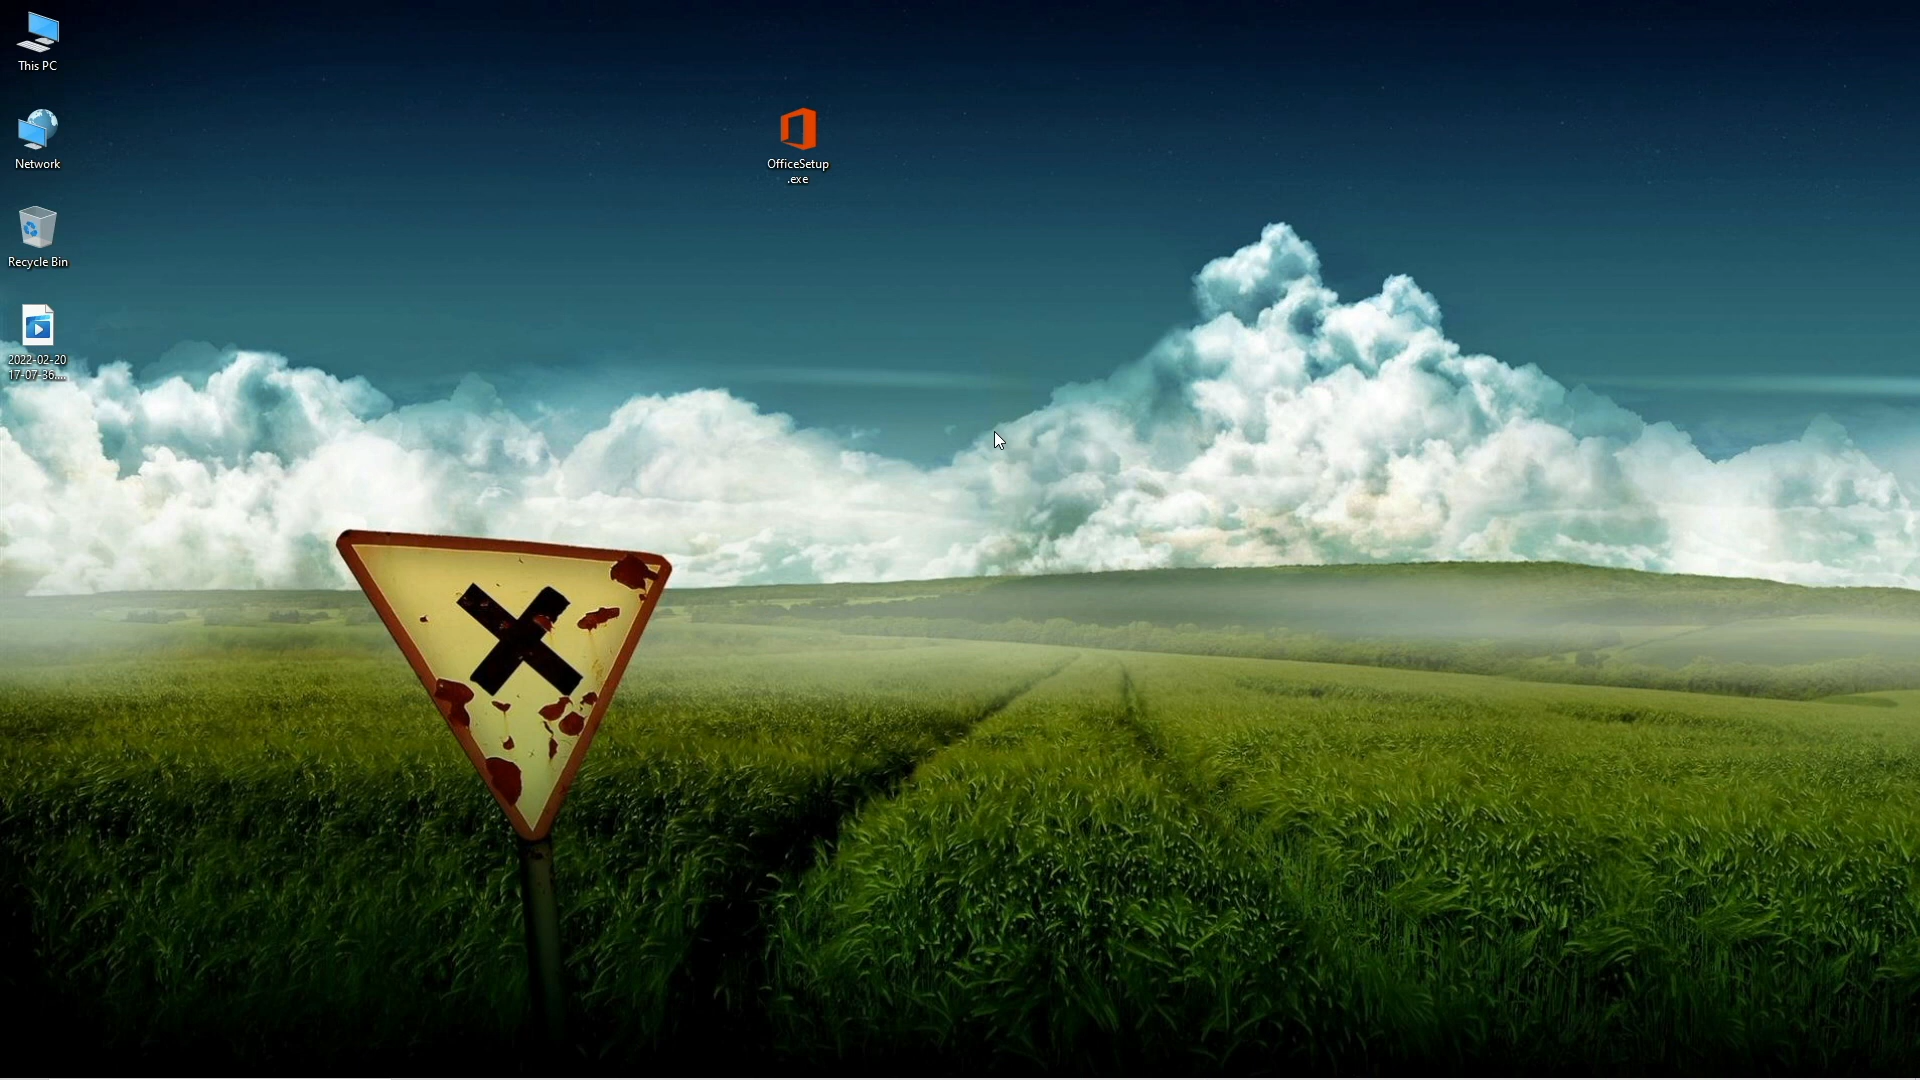 This PC
Network
Recycle Bin
2022-02-20
17-07-36....
OfficeSetup
.exe